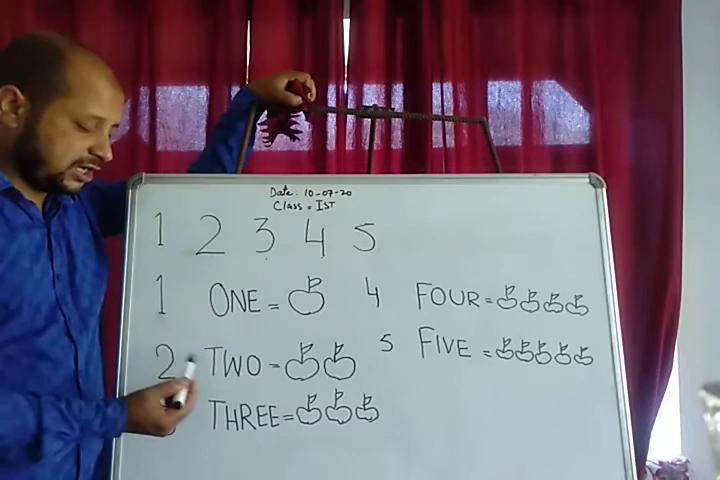 Date: 10-07-20
Class = IST
1 2 3 4 5
1 ONE =
2 TWO =
THREE =
4 FOUR =
5 FIVE =